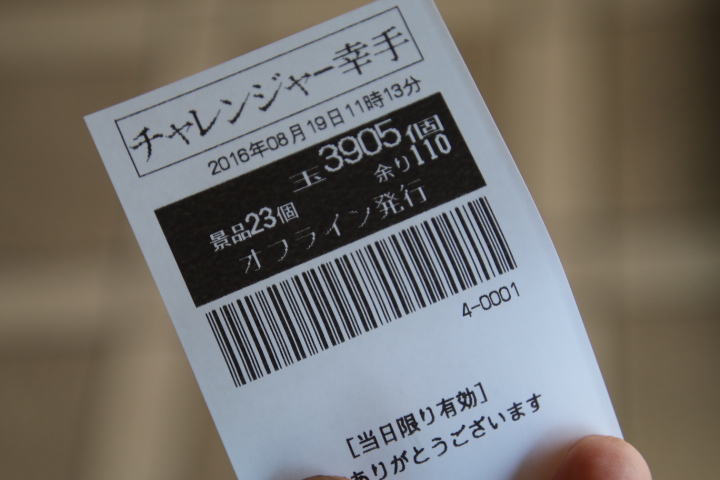 チャレンジャー幸手
2016年08月19日11時13分
玉3905個
景品23個 余り110
オフライン発行
4-0001
[当日限り有効]
ありがとうございます